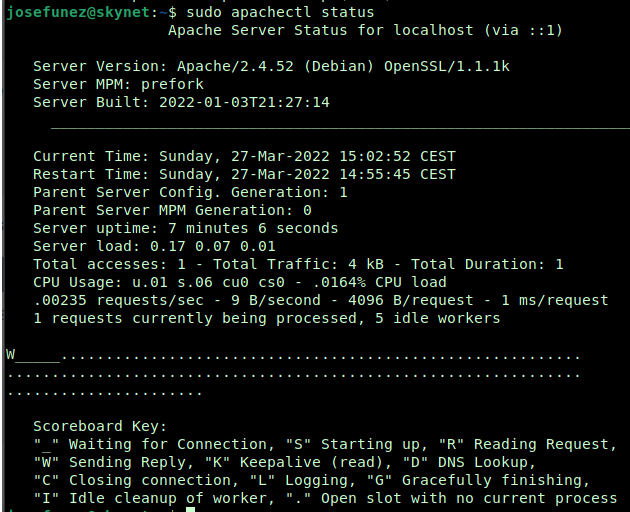 josefunez@skynet:~$ sudo apachectl status
Apache Server Status for localhost (via ::1)
Server Version: Apache/2.4.52 (Debian) OpenSSL/1.1.1k
Server MPM: prefork
Server Built: 2022-01-03T21:27:14
________________________________________________________________
Current Time: Sunday, 27-Mar-2022 15:02:52 CEST
Restart Time: Sunday, 27-Mar-2022 14:55:45 CEST
Parent Server Config. Generation: 1
Parent Server MPM Generation: 0
Server uptime: 7 minutes 6 seconds
Server load: 0.17 0.07 0.01
Total accesses: 1 - Total Traffic: 4 kB - Total Duration: 1
CPU Usage: u.01 s.06 cu0 cs0 - .0164% CPU load
.00235 requests/sec - 9 B/second - 4096 B/request - 1 ms/request
1 requests currently being processed, 5 idle workers
W_____..........................................................
................................................................
......................
Scoreboard Key:
"_" Waiting for Connection, "S" Starting up, "R" Reading Request,
"W" Sending Reply, "K" Keepalive (read), "D" DNS Lookup,
"C" Closing connection, "L" Logging, "G" Gracefully finishing,
"I" Idle cleanup of worker, "." Open slot with no current process